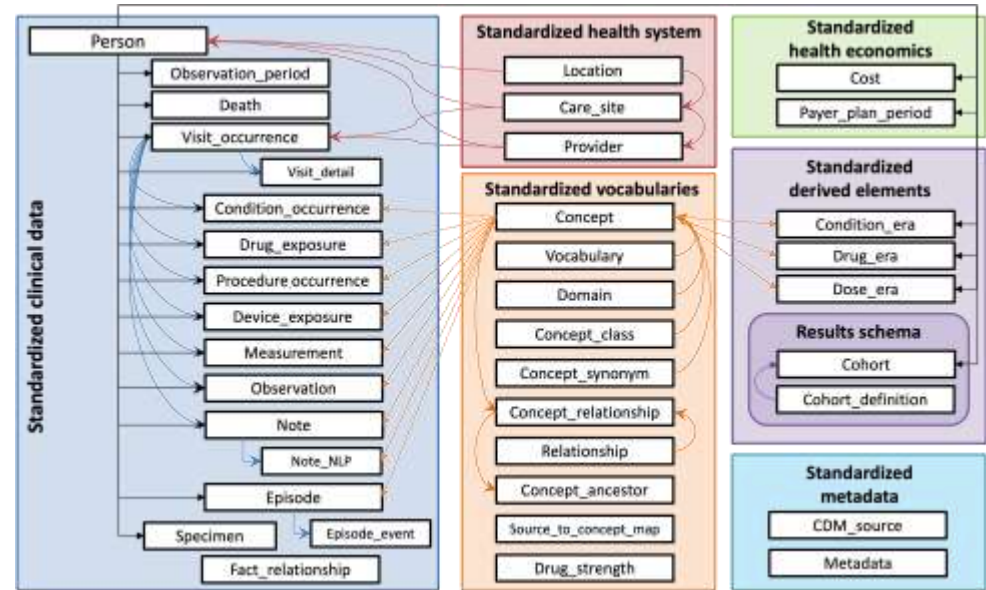 Standardized clinical data
Person
Observation_period
Death
Visit_occurrence
Visit_detail
Condition_occurrence
Drug_exposure
Procedure_occurrence
Device_exposure
Measurement
Observation
Note
Note_NLP
Episode
Episode_event
Specimen
Fact_relationship
Standardized health system
Location
Care_site
Provider
Standardized vocabularies
Concept
Vocabulary
Domain
Concept_class
Concept_synonym
Concept_relationship
Relationship
Concept_ancestor
Source_to_concept_map
Drug_strength
Standardized
health economics
Cost
Payer_plan_period
Standardized
derived elements
Condition_era
Drug_era
Dose_era
Results schema
Cohort
Cohort_definition
Standardized
metadata
CDM_source
Metadata